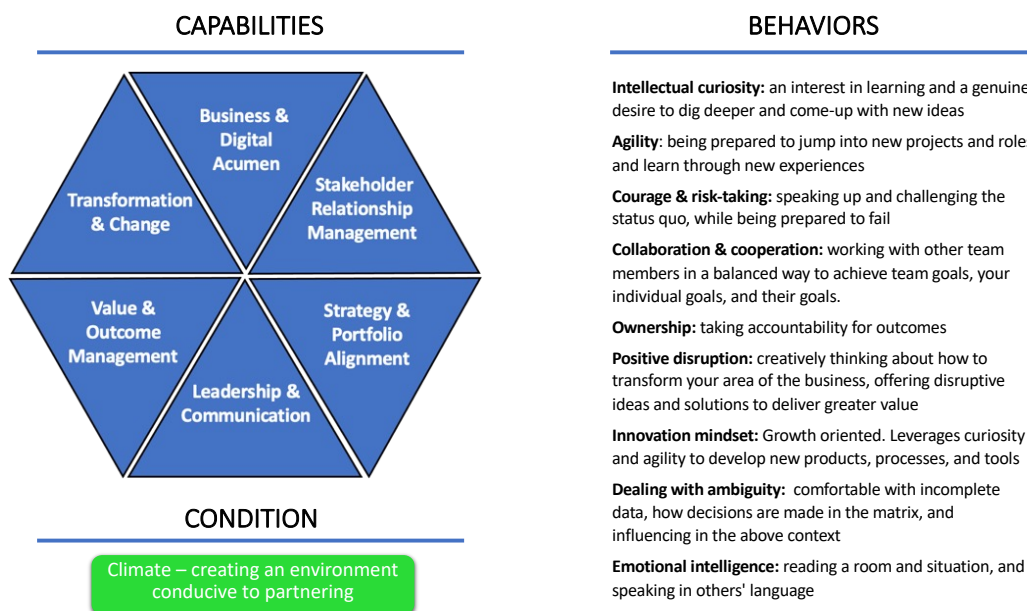 CAPABILITIES
Business &
Digital
Acumen
Stakeholder
Relationship
Management
Transformation
& Change
Value &
Outcome
Management
Strategy &
Portfolio
Alignment
Leadership &
Communication
CONDITION
Climate – creating an environment
conducive to partnering
BEHAVIORS
Intellectual curiosity: an interest in learning and a genuine
desire to dig deeper and come-up with new ideas
Agility: being prepared to jump into new projects and roles
and learn through new experiences
Courage & risk-taking: speaking up and challenging the
status quo, while being prepared to fail
Collaboration & cooperation: working with other team
members in a balanced way to achieve team goals, your
individual goals, and their goals.
Ownership: taking accountability for outcomes
Positive disruption: creatively thinking about how to
transform your area of the business, offering disruptive
ideas and solutions to deliver greater value
Innovation mindset: Growth oriented. Leverages curiosity
and agility to develop new products, processes, and tools
Dealing with ambiguity: comfortable with incomplete
data, how decisions are made in the matrix, and
influencing in the above context
Emotional intelligence: reading a room and situation, and
speaking in others' language